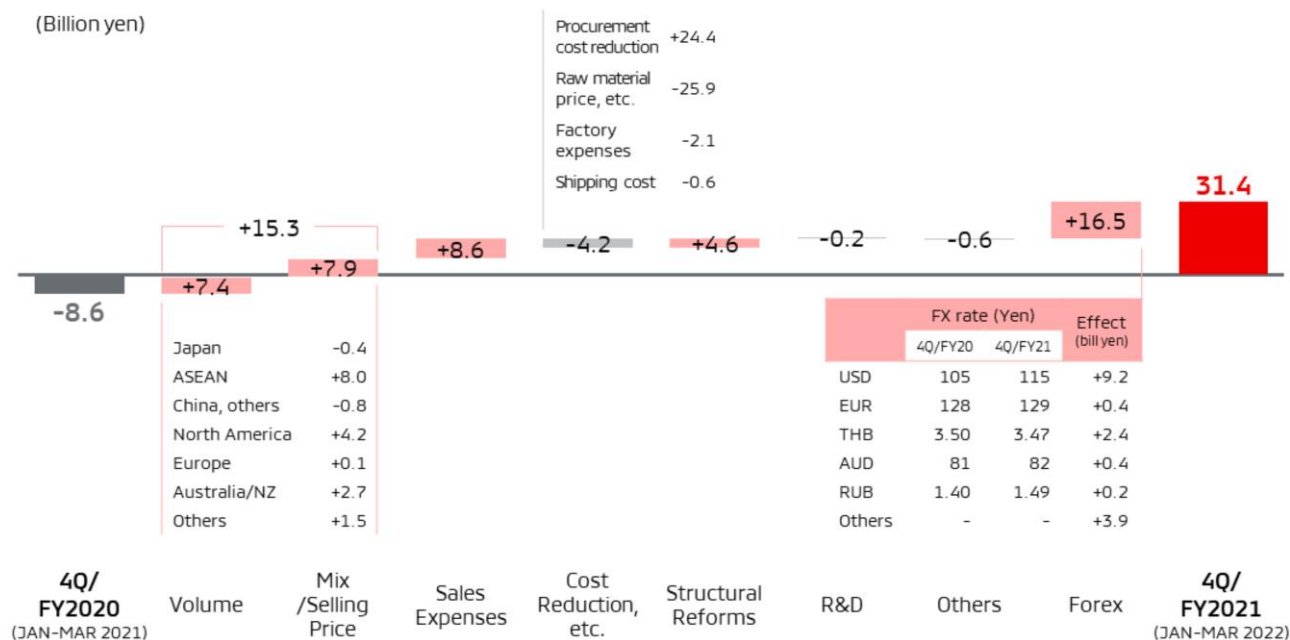 (Billion yen)
Procurement
cost reduction +24.4
Raw material
price, etc. -25.9
Factory
expenses -2.1
Shipping cost -0.6
31.4
+16.5
+15.3
+8.6
-4.2
+4.6
-0.2
-0.6
+7.9
+7.4
-8.6
Japan -0.4
ASEAN +8.0
China, others -0.8
North America +4.2
Europe +0.1
Australia/NZ +2.7
Others +1.5
FX rate (Yen) Effect
(bill yen)
4Q/FY20 4Q/FY21
USD 105 115 +9.2
EUR 128 129 +0.4
THB 3.50 3.47 +2.4
AUD 81 82 +0.4
RUB 1.40 1.49 +0.2
Others - - +3.9
4Q/
FY2020
(JAN-MAR 2021)
Volume
Mix
/Selling
Price
Sales
Expenses
Cost
Reduction,
etc.
Structural
Reforms
R&D
Others
Forex
4Q/
FY2021
(JAN-MAR 2022)